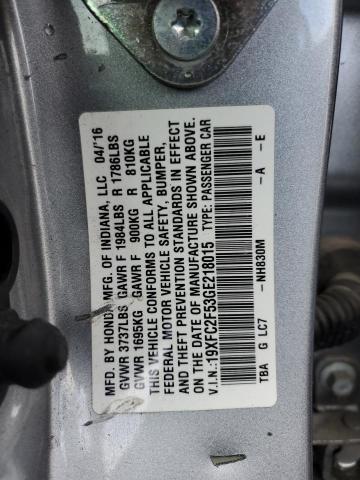 MFD. BY HONDA MFG. OF INDIANA, LLC 04/'16
GVWR 3737LBS GAWR F 1984LBS R 1786LBS
GVWR 1695KG GAWR F 900KG R 810KG
THIS VEHICLE CONFORMS TO ALL APPLICABLE
FEDERAL MOTOR VEHICLE SAFETY, BUMPER,
AND THEFT PREVENTION STANDARDS IN EFFECT
ON THE DATE OF MANUFACTURE SHOWN ABOVE.
V.I.N.:19XFC2F53GE218015 TYPE: PASSENGER CAR
TBA G LC7 -NH830M -A -E